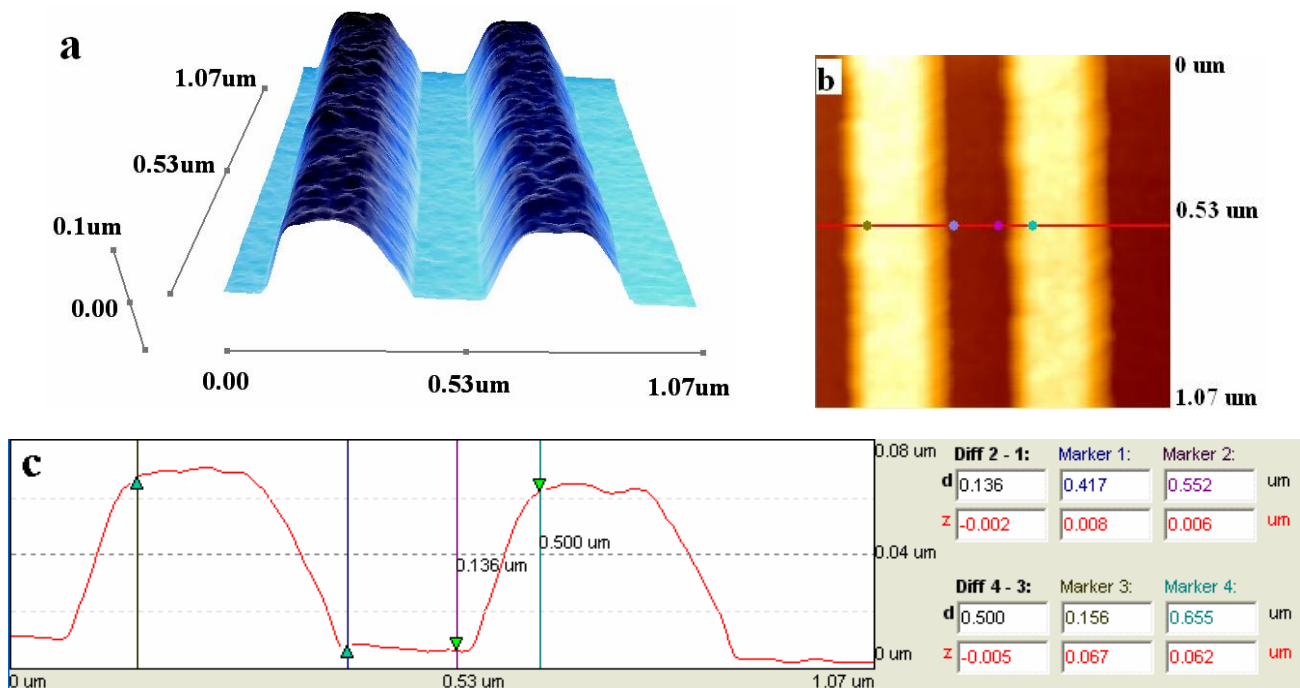 a
1.07um
0.53um
0.1um
0.00
0.00
0.53um
1.07um
b
0 um
0.53 um
1.07 um
c
0.08 um
0.04 um
0 um
0.136 um
0.500 um
0 um
0.53 um
1.07 um
Diff 2 - 1: Marker 1: Marker 2:
d 0.136 0.417 0.552 um
z -0.002 0.008 0.006 um
Diff 4 - 3: Marker 3: Marker 4:
d 0.500 0.156 0.655 um
z -0.005 0.067 0.062 um